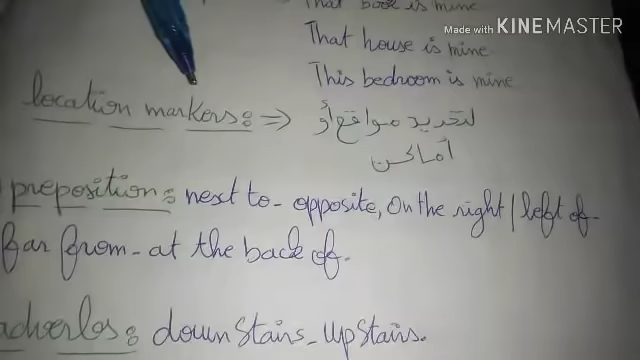 That book is mine
Made with KINEMASTER
That house is mine.
This bedroom is mine
location markers: => لتحديد مواقع أو
أماكن
preposition: next to - opposite, on the right / left of -
far from - at the back of.
adverbs: downstairs - upstairs.